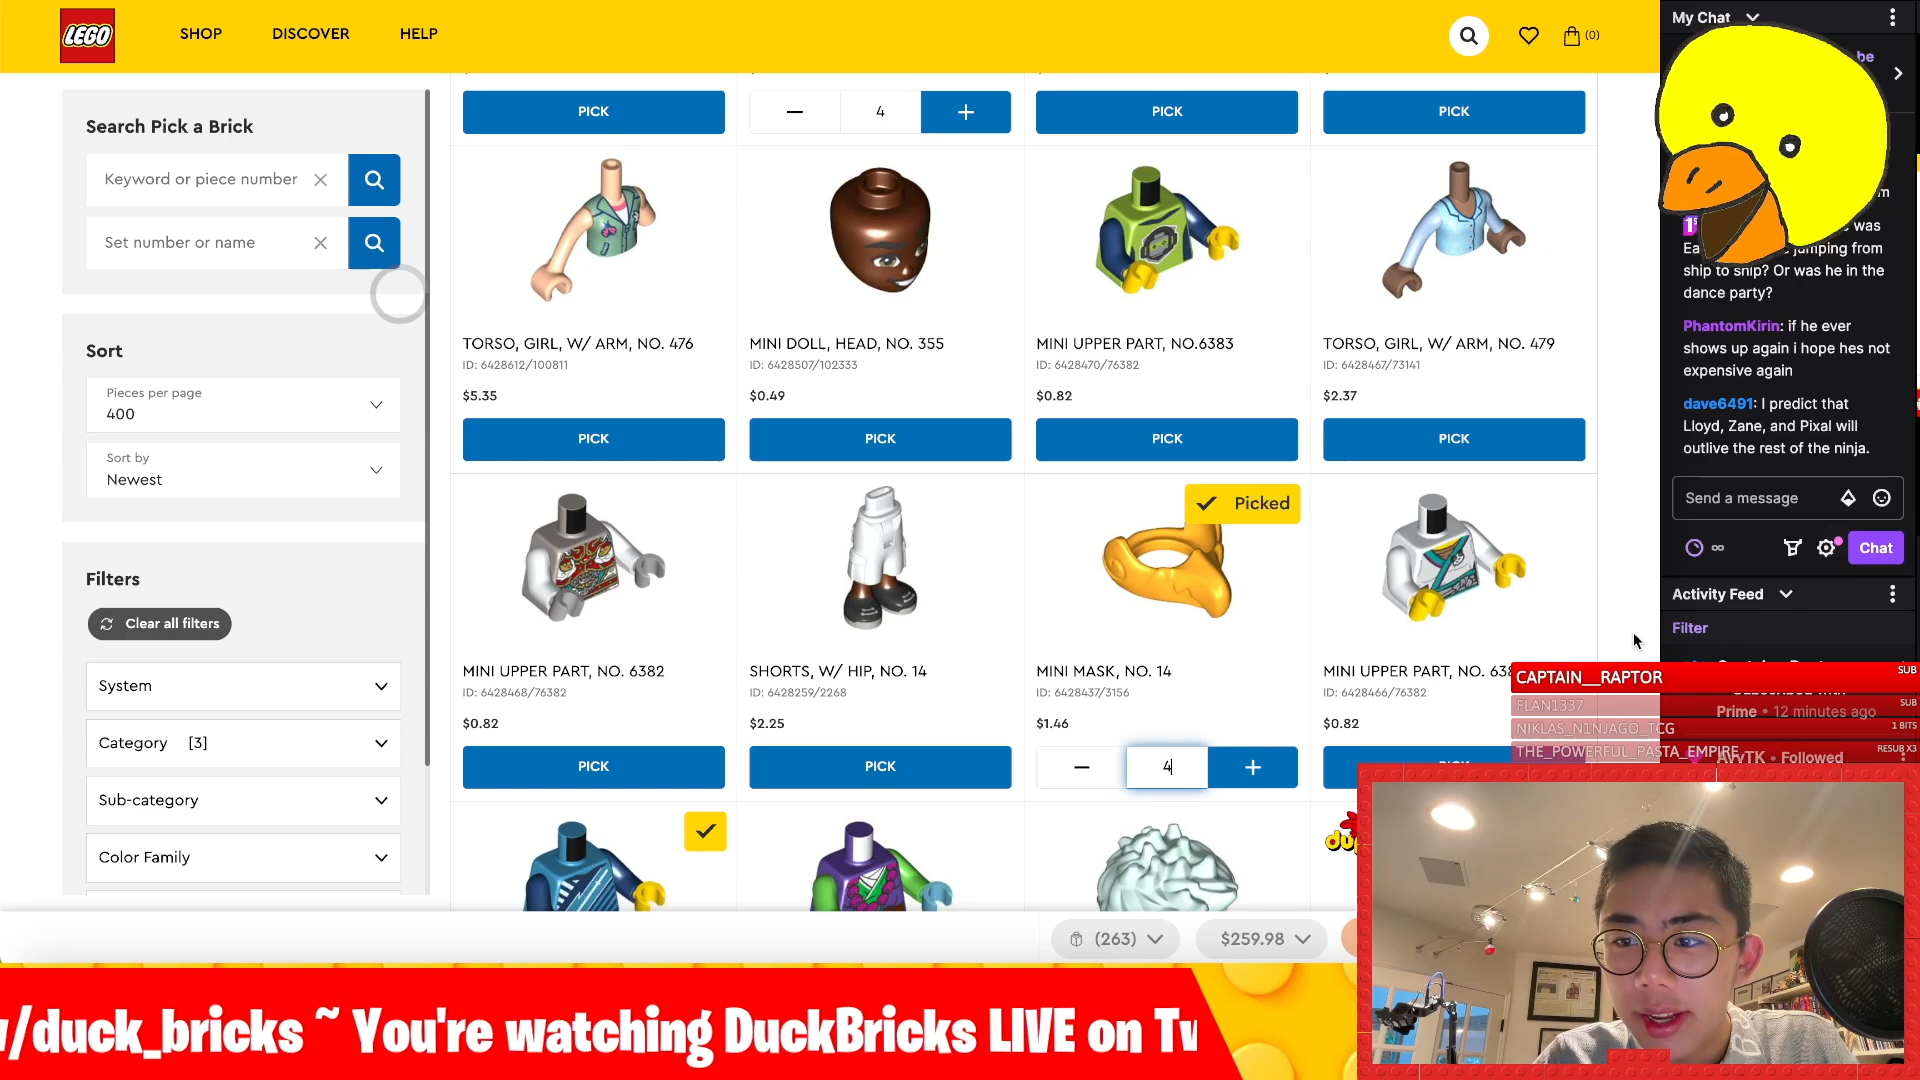 LEGO
SHOP
DISCOVER
HELP
(0)
Search Pick a Brick
Keyword or piece number
Set number or name
Sort
Pieces per page
400
Sort by
Newest
Filters
Clear all filters
System
Category [3]
Sub-category
Color Family
PICK
4
PICK
PICK
TORSO, GIRL, W/ ARM, NO. 476
ID: 6428612/100811
$5.35
PICK
MINI DOLL, HEAD, NO. 355
ID: 6428507/102333
$0.49
PICK
MINI UPPER PART, NO.6383
ID: 6428470/76382
$0.82
PICK
TORSO, GIRL, W/ ARM, NO. 479
ID: 6428467/73141
$2.37
PICK
MINI UPPER PART, NO. 6382
ID: 6428468/76382
$0.82
PICK
SHORTS, W/ HIP, NO. 14
ID: 6428259/2268
$2.25
PICK
Picked
MINI MASK, NO. 14
ID: 6428437/3156
$1.46
4
MINI UPPER PART, NO.
ID: 6428466/76382
$0.82
(263)
$259.98
/duck_bricks ~ You're watching DuckBricks LIVE on
My Chat
be
was
jumping from
ship to ship? Or was he in the
dance party?
PhantomKirin: if he ever
shows up again i hope hes not
expensive again
dave6491: I predict that
Lloyd, Zane, and Pixal will
outlive the rest of the ninja.
Send a message
Chat
Activity Feed
Filter
CAPTAIN__RAPTOR SUB
FLAN1337 SUB
Prime • 12 minutes ago
NIKLAS_N1NJAGO_TCG 1 BITS
THE_POWERFUL_PASTA_EMPIRE RESUB X3
AvyTK • Followed